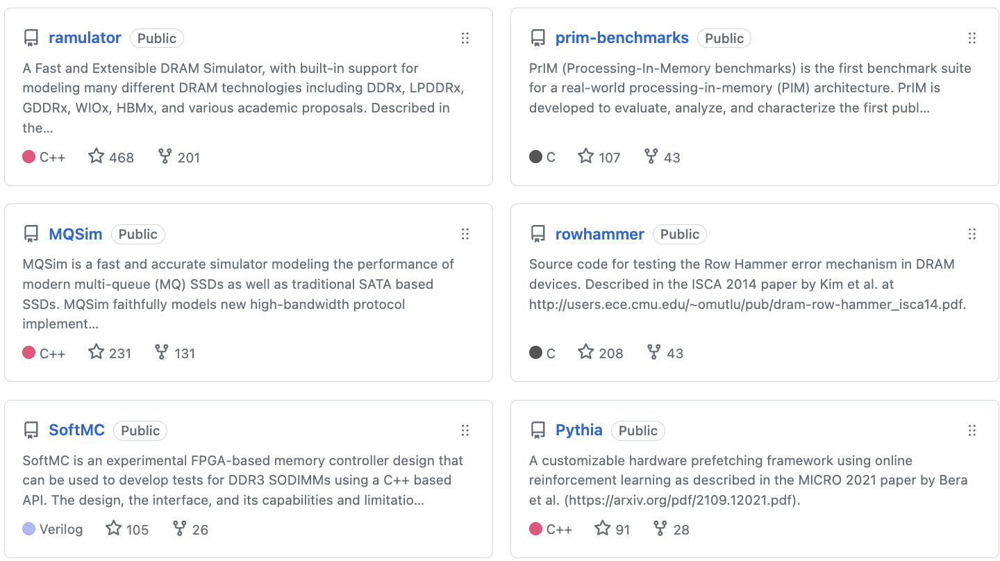 ramulator Public
A Fast and Extensible DRAM Simulator, with built-in support for
modeling many different DRAM technologies including DDRx, LPDDRx,
GDDRx, WIOx, HBMx, and various academic proposals. Described in
the...
C++ 468 201
prim-benchmarks Public
PrIM (Processing-In-Memory benchmarks) is the first benchmark suite
for a real-world processing-in-memory (PIM) architecture. PrIM is
developed to evaluate, analyze, and characterize the first publ...
C 107 43
MQSim Public
MQSim is a fast and accurate simulator modeling the performance of
modern multi-queue (MQ) SSDs as well as traditional SATA based
SSDs. MQSim faithfully models new high-bandwidth protocol
implement...
C++ 231 131
rowhammer Public
Source code for testing the Row Hammer error mechanism in DRAM
devices. Described in the ISCA 2014 paper by Kim et al. at
http://users.ece.cmu.edu/~omutlu/pub/dram-row-hammer_isca14.pdf.
C 208 43
SoftMC Public
SoftMC is an experimental FPGA-based memory controller design that
can be used to develop tests for DDR3 SODIMMs using a C++ based
API. The design, the interface, and its capabilities and limitatio...
Verilog 105 26
Pythia Public
A customizable hardware prefetching framework using online
reinforcement learning as described in the MICRO 2021 paper by Bera
et al. (https://arxiv.org/pdf/2109.12021.pdf).
C++ 91 28